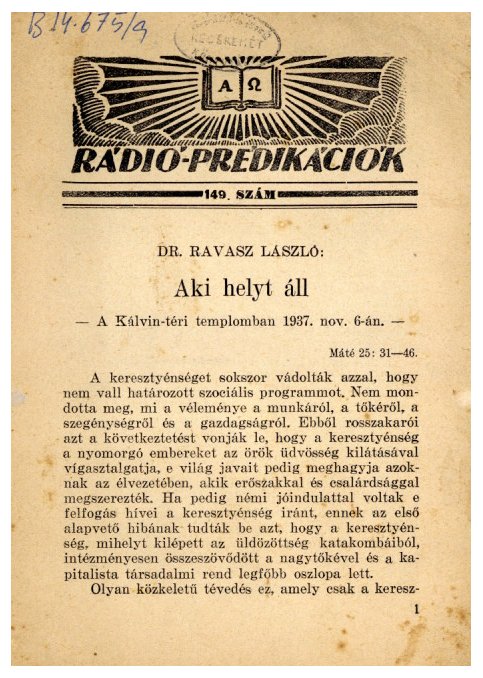 B 14.675/9
KECSKEMÉT
A Ω
RÁDIÓ-PRÉDIKÁCIÓK
149. SZÁM
DR. RAVASZ LÁSZLÓ:
Aki helyt áll
— A Kálvin-téri templomban 1937. nov. 6-án. —
Máté 25: 31—46.
A keresztyénséget sokszor vádolták azzal, hogy
nem vall határozott szociális programmot. Nem mon-
dotta meg, mi a véleménye a munkáról, a tőkéről, a
szegénységről és a gazdagságról. Ebből rosszakarói
azt a következtetést vonják le, hogy a keresztyénség
a nyomorgó embereket az örök üdvösség kilátásával
vígasztalgatja, e világ javait pedig meghagyja azok-
nak az élvezetében, akik erőszakkal és csalárdsággal
megszerezték. Ha pedig némi jóindulattal voltak e
felfogás hívei a keresztyénség iránt, ennek az első
alapvető hibának tudták be azt, hogy a keresztyén-
ség, mihelyt kilépett az üldözöttség katakombáiból,
intézményesen összeszövődött a nagytőkével és a ka-
pitalista társadalmi rend legfőbb oszlopa lett.
Olyan közkeletű tévedés ez, amely csak a keresz-
1